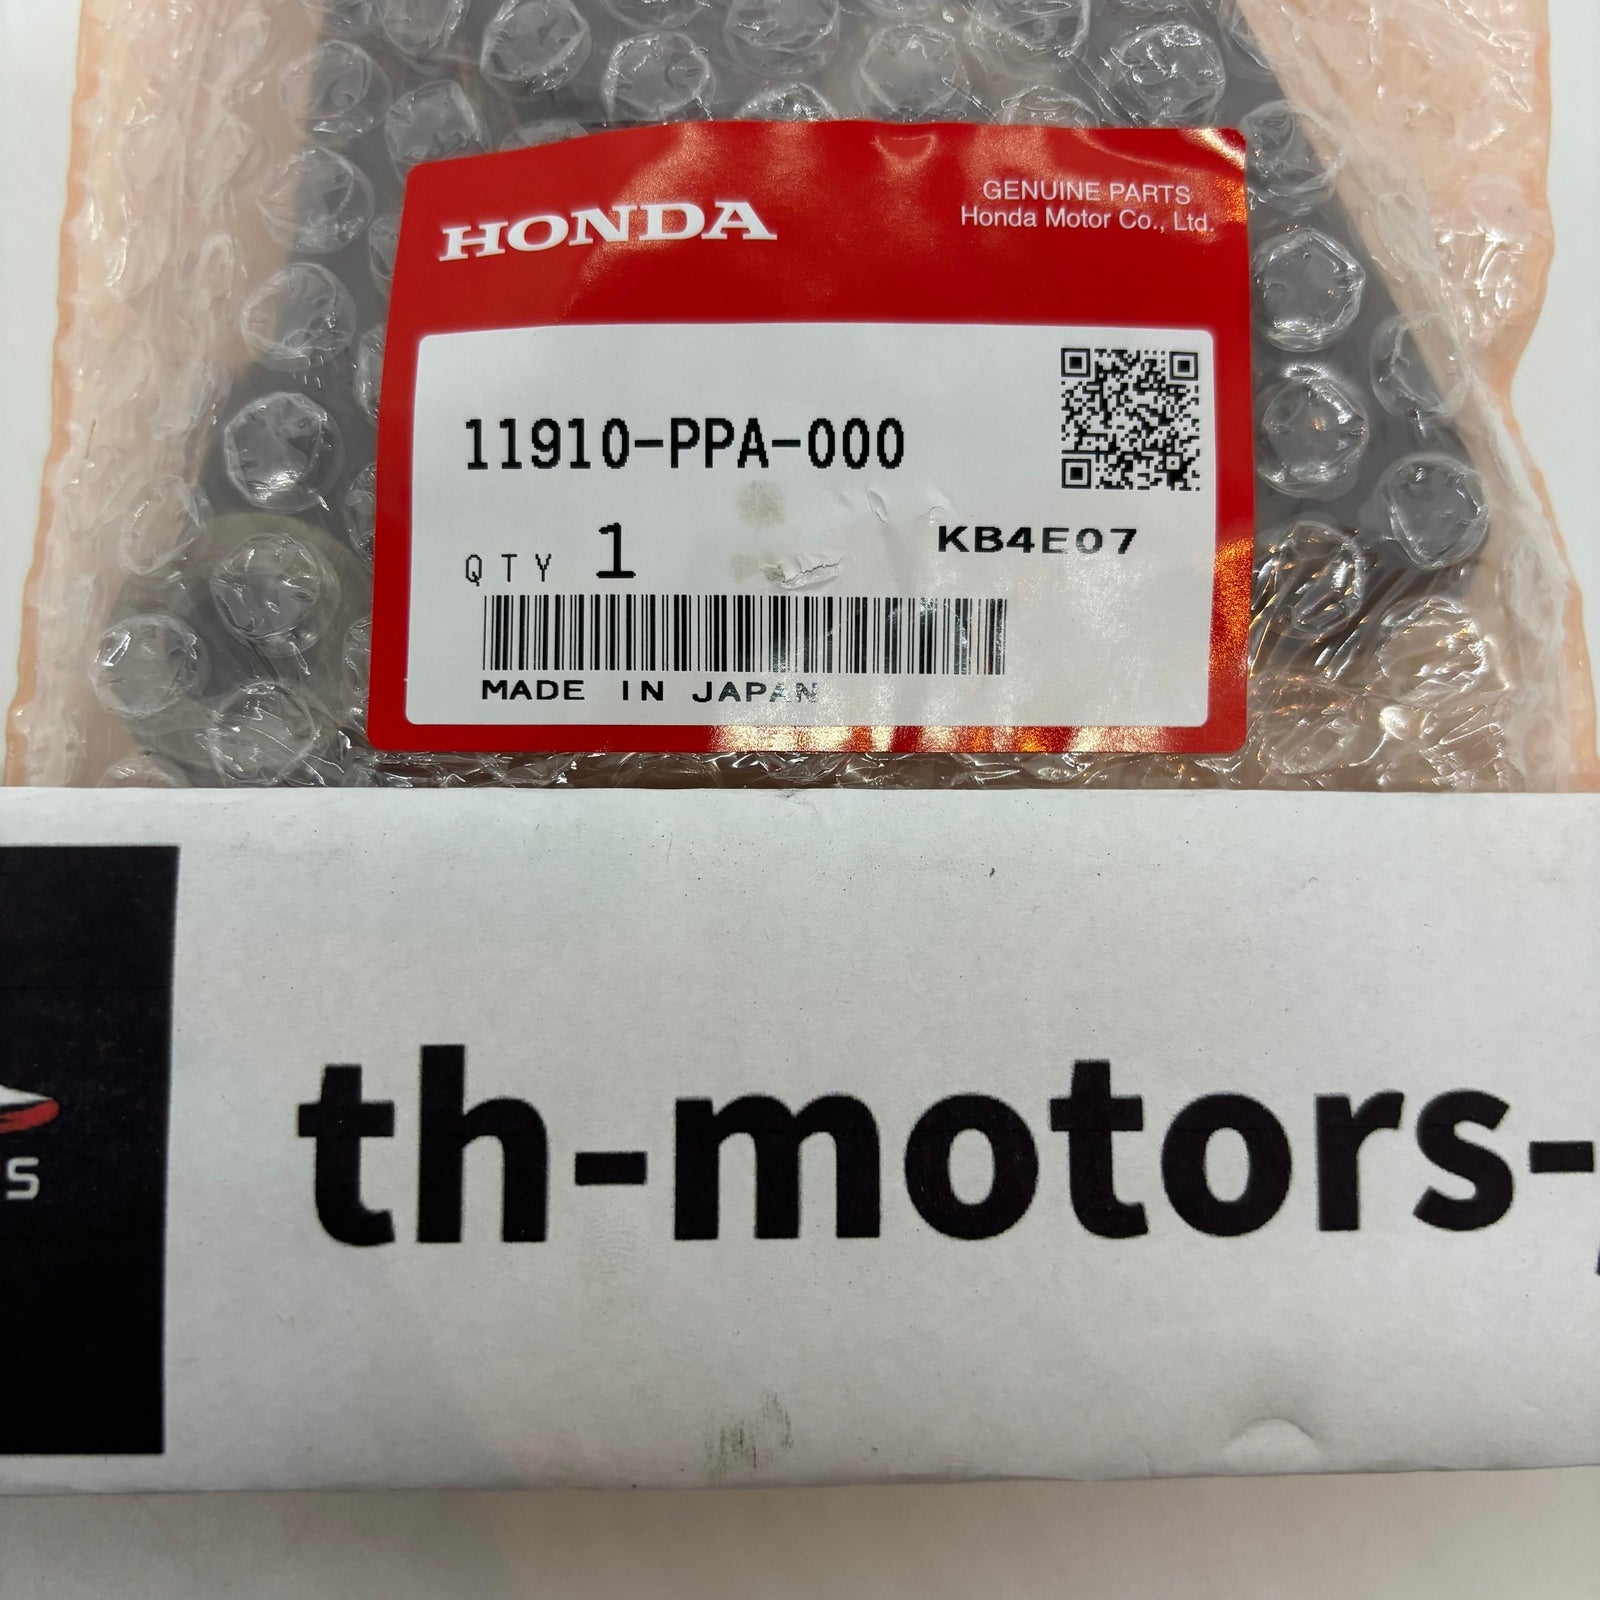 HONDA
GENUINE PARTS
Honda Motor Co., Ltd.
11910-PPA-000
QTY 1
KB4E07
MADE IN JAPAN
S
th-motors-